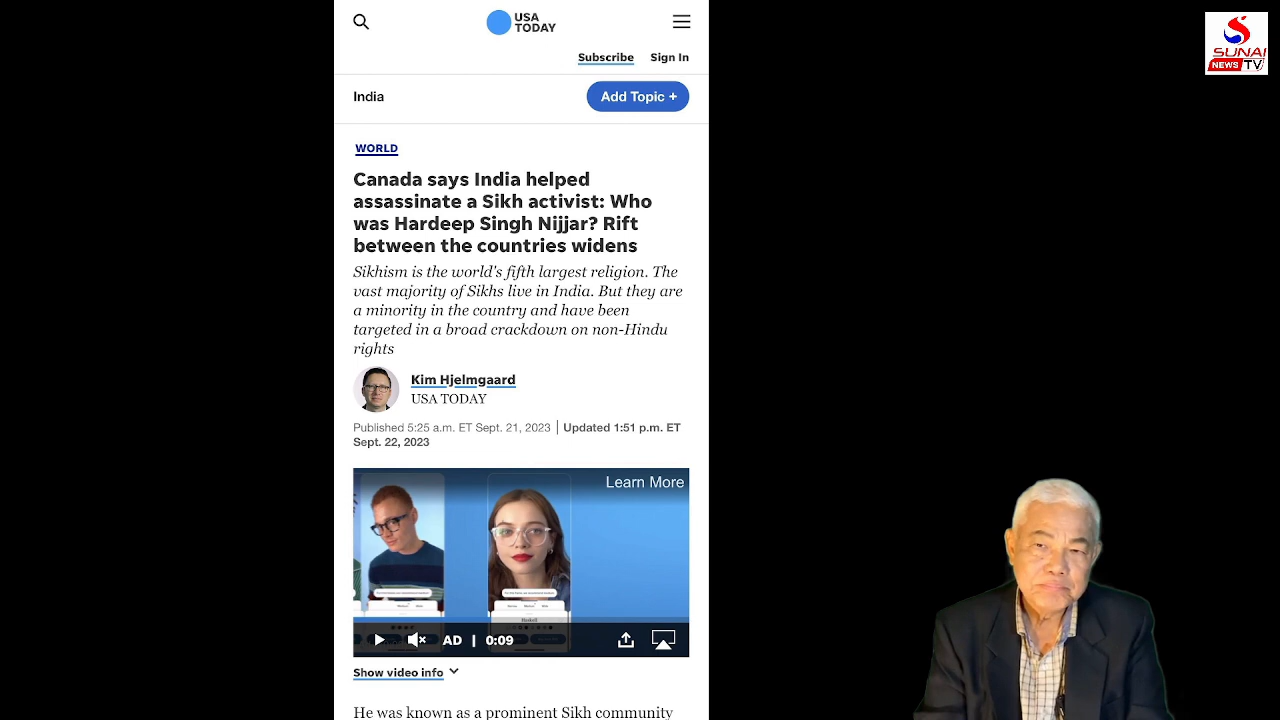 USA
TODAY
Subscribe Sign In
India Add Topic +
WORLD
Canada says India helped
assassinate a Sikh activist: Who
was Hardeep Singh Nijjar? Rift
between the countries widens
Sikhism is the world's fifth largest religion. The
vast majority of Sikhs live in India. But they are
a minority in the country and have been
targeted in a broad crackdown on non-Hindu
rights
Kim Hjelmgaard
USA TODAY
Published 5:25 a.m. ET Sept. 21, 2023 | Updated 1:51 p.m. ET
Sept. 22, 2023
Learn More
Haskell
AD | 0:09
Show video info
He was known as a prominent Sikh community
SUNAI
NEWS TV